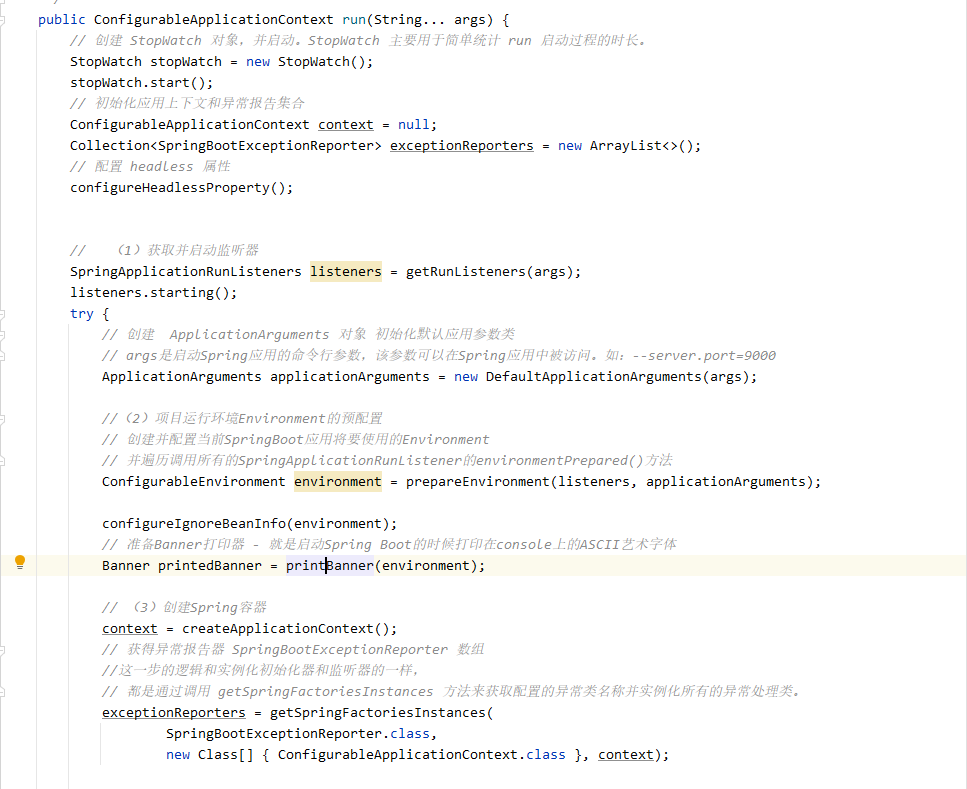 public ConfigurableApplicationContext run(String... args) {
// 创建 StopWatch 对象，并启动。StopWatch 主要用于简单统计 run 启动过程的时长。
StopWatch stopWatch = new StopWatch();
stopWatch.start();
// 初始化应用上下文和异常报告集合
ConfigurableApplicationContext context = null;
Collection<SpringBootExceptionReporter> exceptionReporters = new ArrayList<>();
// 配置 headless 属性
configureHeadlessProperty();
// （1）获取并启动监听器
SpringApplicationRunListeners listeners = getRunListeners(args);
listeners.starting();
try {
// 创建 ApplicationArguments 对象 初始化默认应用参数类
// args是启动Spring应用的命令行参数，该参数可以在Spring应用中被访问。如：--server.port=9000
ApplicationArguments applicationArguments = new DefaultApplicationArguments(args);
//（2）项目运行环境Environment的预配置
// 创建并配置当前SpringBoot应用将要使用的Environment
// 并遍历调用所有的SpringApplicationRunListener的environmentPrepared()方法
ConfigurableEnvironment environment = prepareEnvironment(listeners, applicationArguments);
configureIgnoreBeanInfo(environment);
// 准备Banner打印器 - 就是启动Spring Boot的时候打印在console上的ASCII艺术字体
Banner printedBanner = printBanner(environment);
// （3）创建Spring容器
context = createApplicationContext();
// 获得异常报告器 SpringBootExceptionReporter 数组
//这一步的逻辑和实例化初始化器和监听器的一样，
// 都是通过调用 getSpringFactoriesInstances 方法来获取配置的异常类名称并实例化所有的异常处理类。
exceptionReporters = getSpringFactoriesInstances(
SpringBootExceptionReporter.class,
new Class[] { ConfigurableApplicationContext.class }, context);